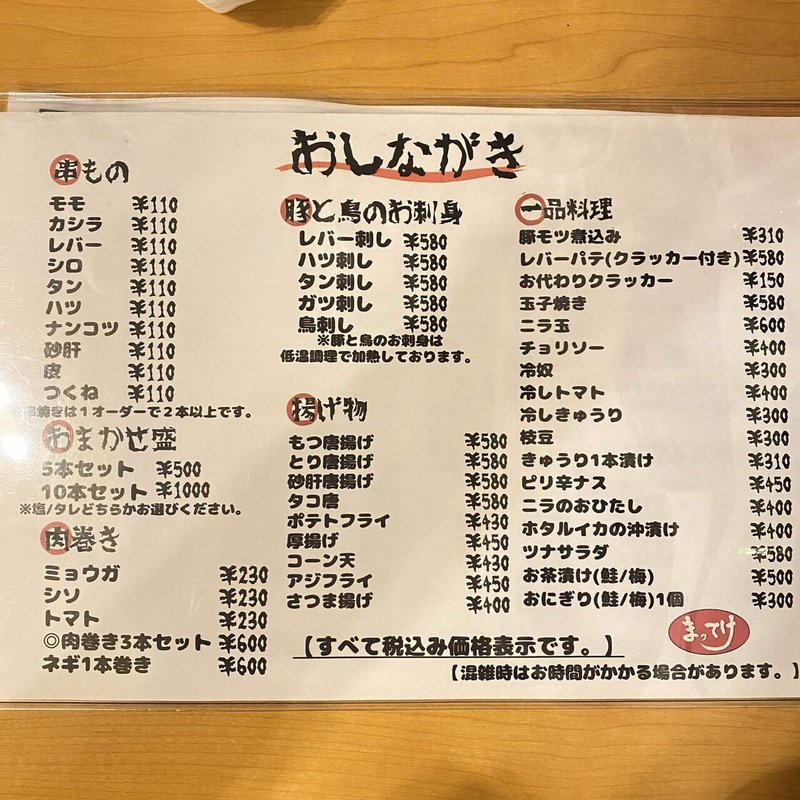 おしながき
串もの
モモ ¥110
カシラ ¥110
レバー ¥110
シロ ¥110
タン ¥110
ハツ ¥110
ナンコツ ¥110
砂肝 ¥110
皮 ¥110
つくね ¥110
※串焼きは1オーダーで2本以上です。
おまかせ盛
5本セット ¥500
10本セット ¥1000
※塩/タレどちらかお選びください。
肉巻き
ミョウガ ¥230
シソ ¥230
トマト ¥230
◎肉巻き3本セット ¥600
ネギ1本巻き ¥600
豚と鳥のお刺身
レバー刺し ¥580
ハツ刺し ¥580
タン刺し ¥580
ガツ刺し ¥580
鳥刺し ¥580
※豚と鳥のお刺身は
低温調理で加熱しております。
揚げ物
もつ唐揚げ ¥580
とり唐揚げ ¥580
砂肝唐揚げ ¥580
タコ唐 ¥580
ポテトフライ ¥430
厚揚げ ¥450
コーン天 ¥430
アジフライ ¥450
さつま揚げ ¥400
一品料理
豚モツ煮込み ¥310
レバーパテ(クラッカー付き) ¥580
お代わりクラッカー ¥150
玉子焼き ¥580
ニラ玉 ¥600
チョリソー ¥400
冷奴 ¥300
冷しトマト ¥400
冷しきゅうり ¥300
枝豆 ¥300
きゅうり1本漬け ¥310
ピリ辛ナス ¥450
ニラのおひたし ¥400
ホタルイカの沖漬け ¥400
ツナサラダ ¥580
お茶漬け(鮭/梅) ¥500
おにぎり(鮭/梅)1個 ¥300
まってけ
【すべて税込み価格表示です。】
【混雑時はお時間がかかる場合があります。】